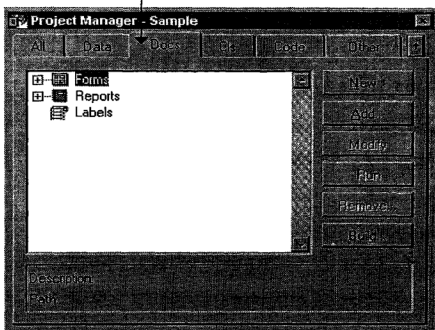 Project Manager - Sample
All Data Docs Code Other
Forms
Reports
Labels
New
Add...
Modify
Run
Remove...
Build...
Description:
Path: